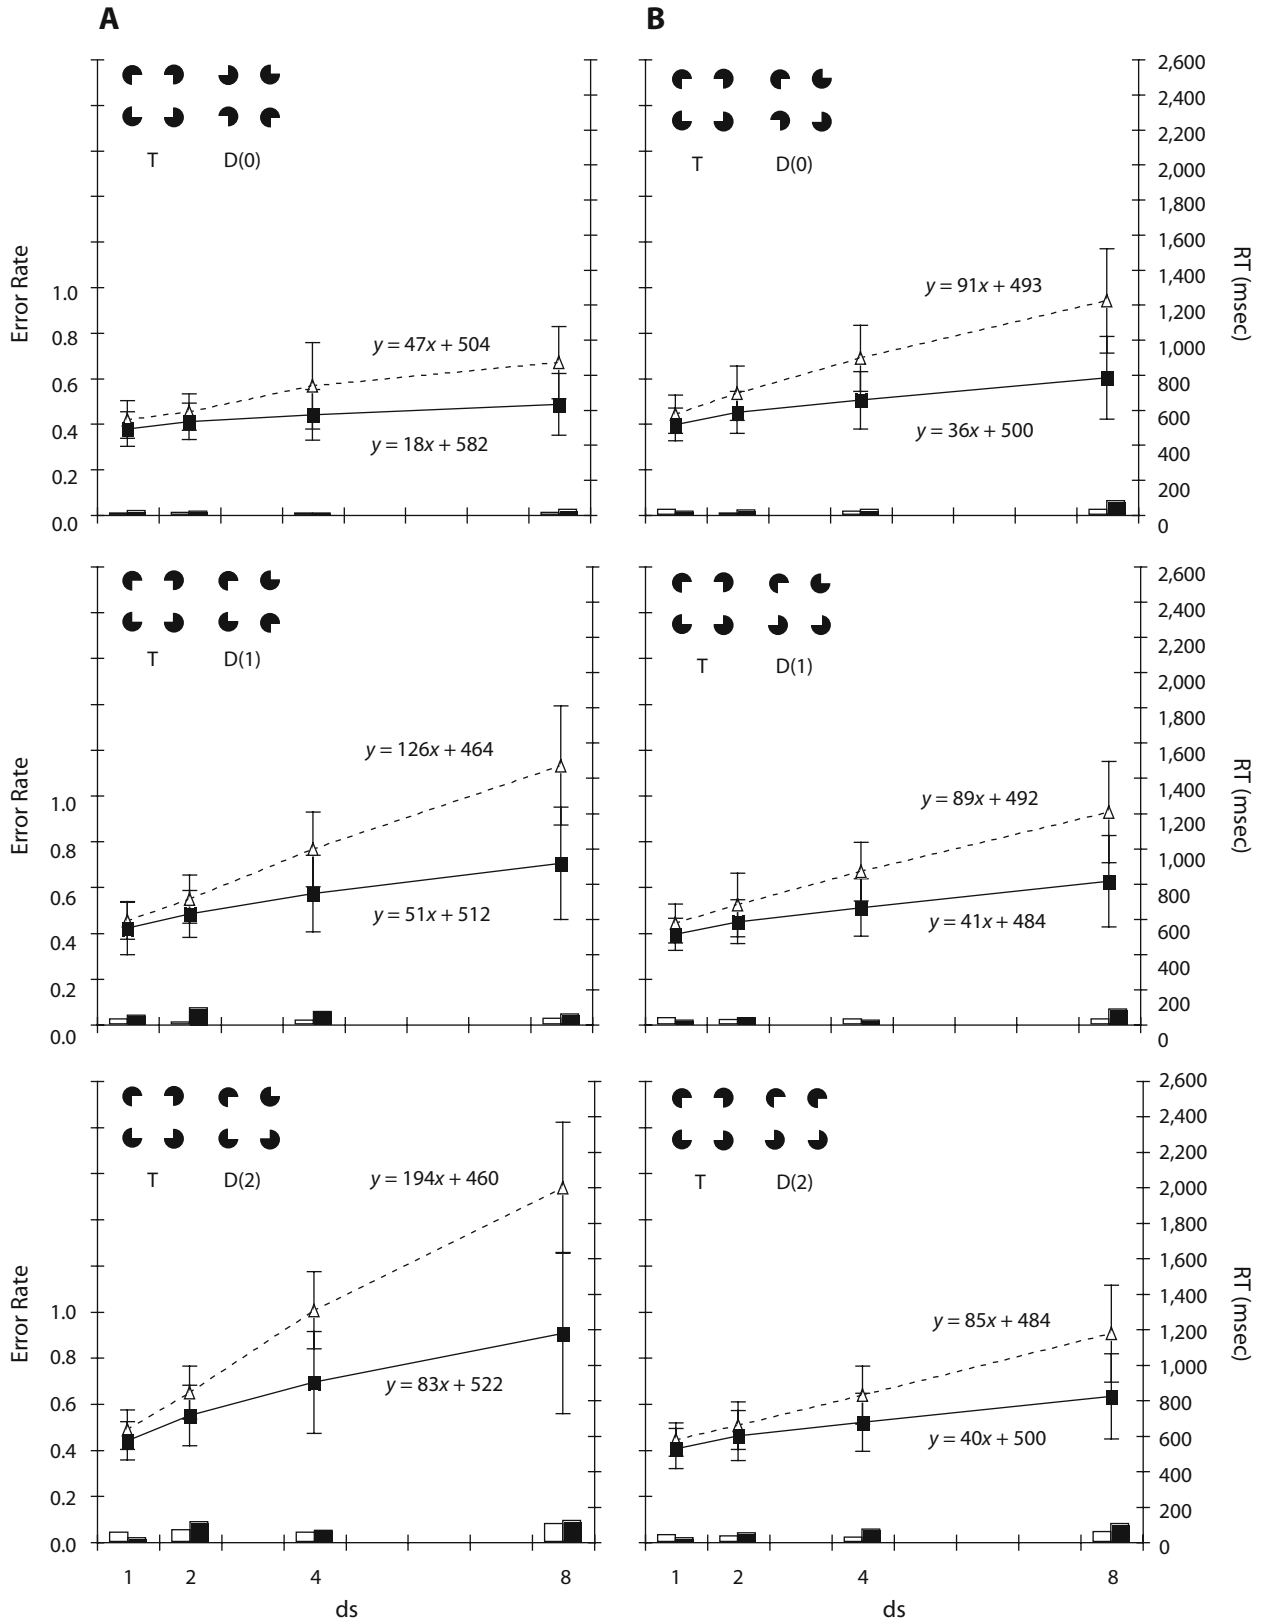 A B
T D(0)
T D(0)
2,600
2,400
2,200
2,000
1,800
1,600
1,400
1,200
1,000
800
600
400
200
0
Error Rate
1.0
0.8
0.6
0.4
0.2
0.0
RT (msec)
y = 47x + 504
y = 18x + 582
y = 91x + 493
y = 36x + 500
T D(1)
T D(1)
2,600
2,400
2,200
2,000
1,800
1,600
1,400
1,200
1,000
800
600
400
200
0
Error Rate
1.0
0.8
0.6
0.4
0.2
0.0
RT (msec)
y = 126x + 464
y = 51x + 512
y = 89x + 492
y = 41x + 484
T D(2)
T D(2)
2,600
2,400
2,200
2,000
1,800
1,600
1,400
1,200
1,000
800
600
400
200
0
Error Rate
1.0
0.8
0.6
0.4
0.2
0.0
RT (msec)
y = 194x + 460
y = 83x + 522
y = 85x + 484
y = 40x + 500
1 2 4 8
ds
1 2 4 8
ds